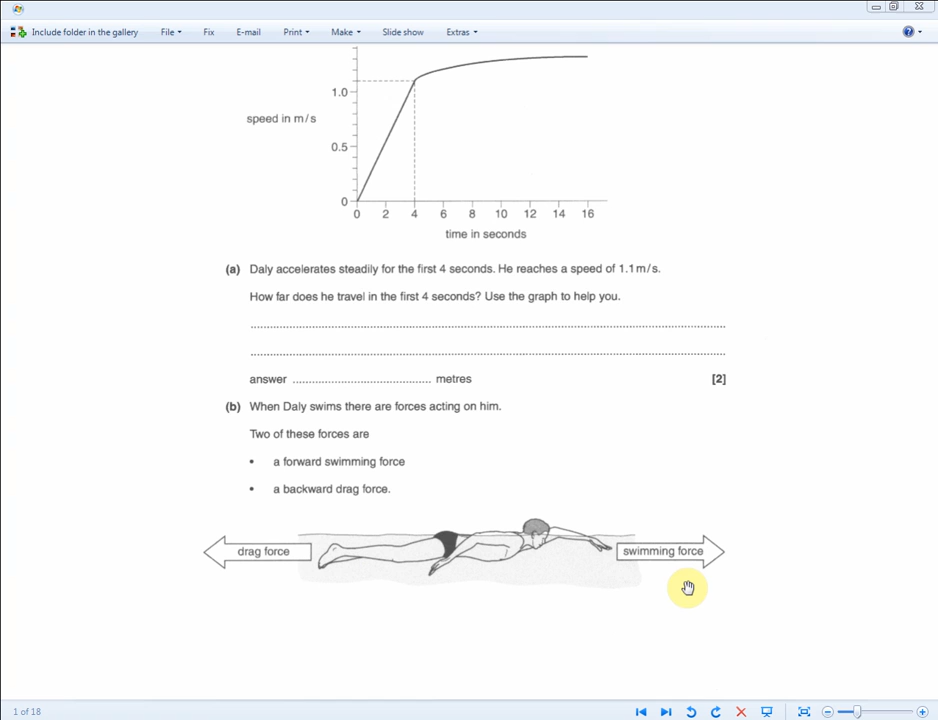 Include folder in the gallery File Fix E-mail Print Make Slide show Extras
1.0
speed in m/s
0.5
0
0 2 4 6 8 10 12 14 16
time in seconds
(a) Daly accelerates steadily for the first 4 seconds. He reaches a speed of 1.1m/s.
How far does he travel in the first 4 seconds? Use the graph to help you.
answer ........................................ metres [2]
(b) When Daly swims there are forces acting on him.
Two of these forces are
• a forward swimming force
• a backward drag force.
drag force swimming force
1 of 18